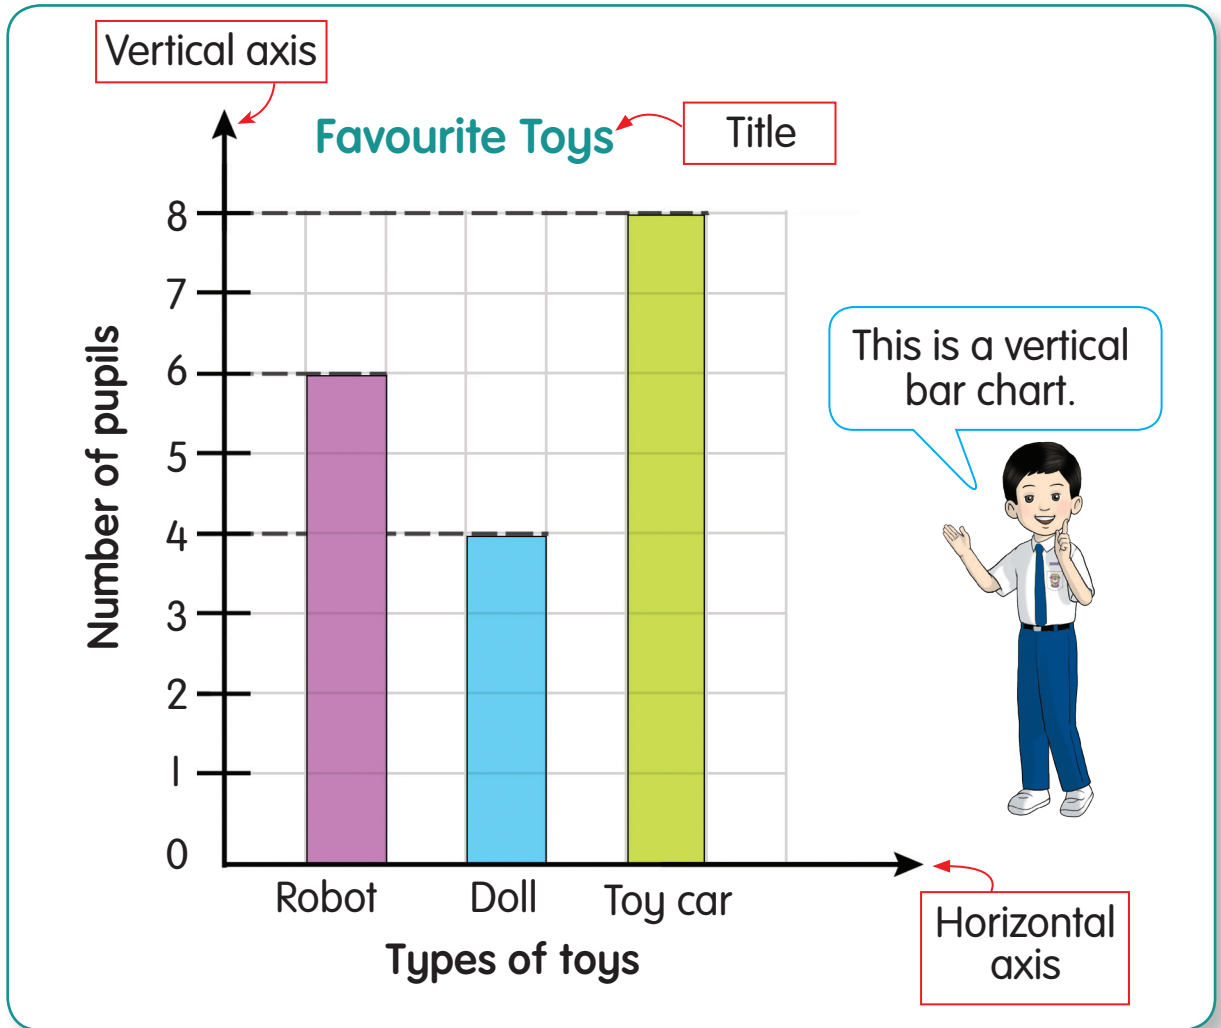 Vertical axis
Favourite Toys
Title
8
7
6
5
4
3
2
1
0
Number of pupils
This is a vertical
bar chart.
Robot
Doll
Toy car
Types of toys
Horizontal
axis